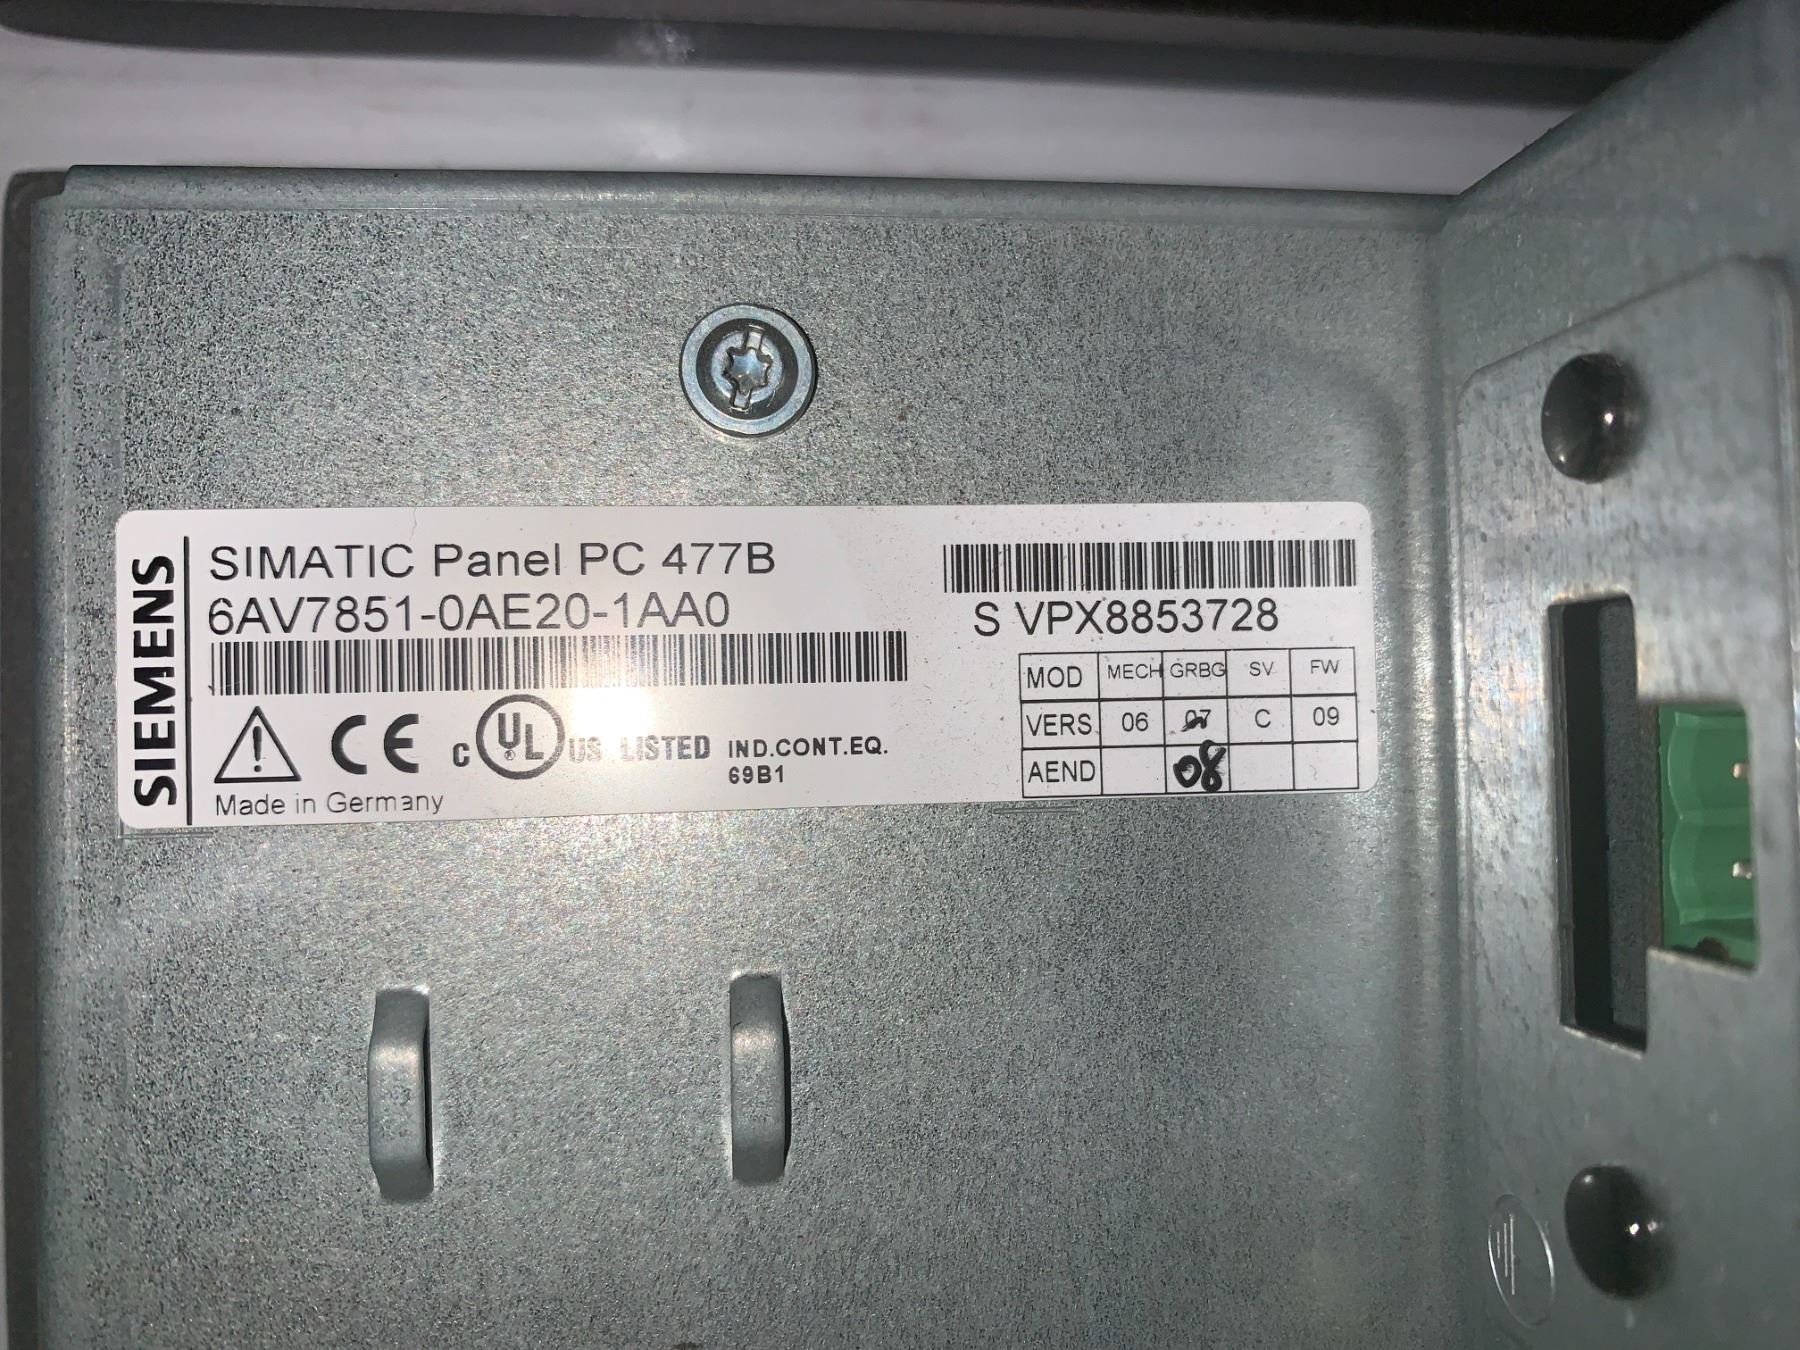 SIEMENS
SIMATIC Panel PC 477B
6AV7851-0AE20-1AA0
S VPX8853728
MOD MECH GRBG SV FW
VERS 06 07 C 09
AEND 08
CE c UL US LISTED IND.CONT.EQ.
69B1
Made in Germany